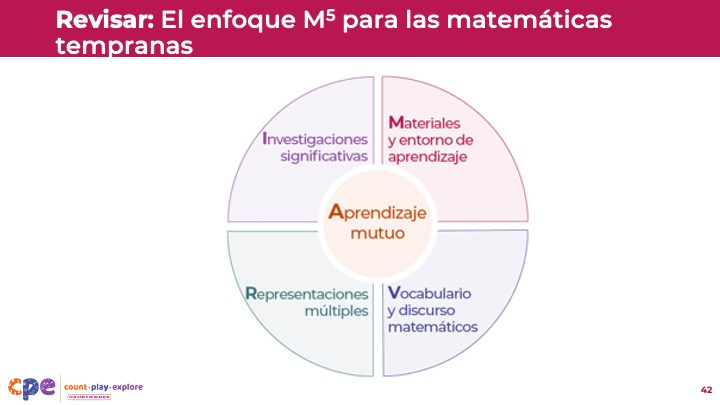 Revisar: El enfoque M⁵ para las matemáticas
tempranas
Investigaciones
significativas
Materiales
y entorno de
aprendizaje
Aprendizaje
mutuo
Representaciones
múltiples
Vocabulario
y discurso
matemáticos
cpe
count·play·explore
42